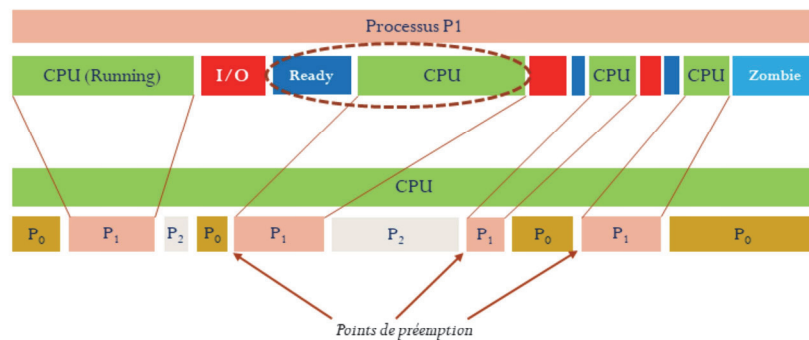 Processus P1
CPU (Running) I/O Ready CPU CPU CPU Zombie
CPU
P₀ P₁ P₂ P₀ P₁ P₂ P₁ P₀ P₁ P₀
Points de préemption